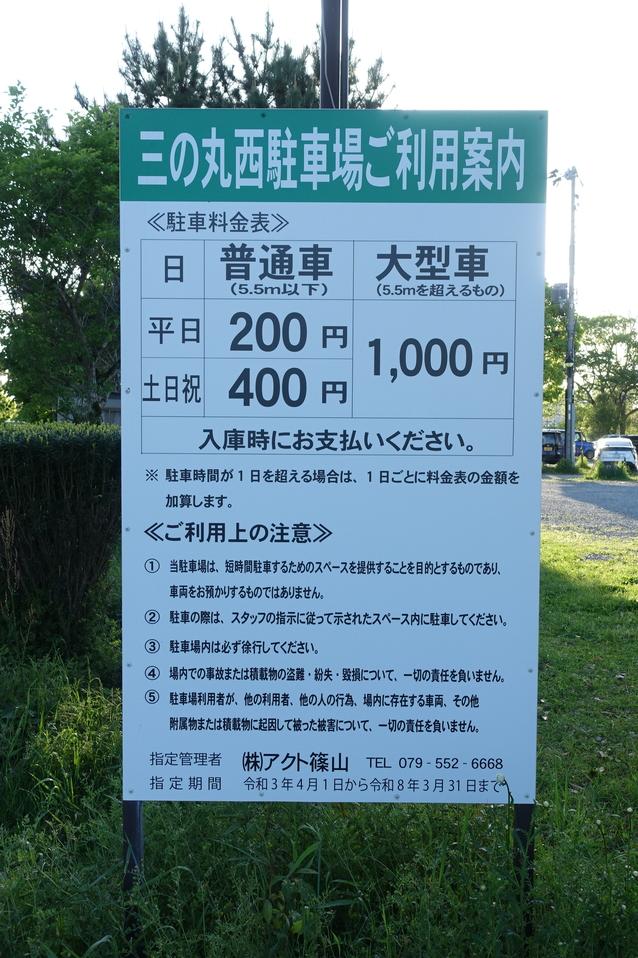 三の丸西駐車場ご利用案内
≪駐車料金表≫
日 普通車 大型車
(5.5m以下) (5.5mを超えるもの)
平日 200 円 1,000 円
土日祝 400 円
入庫時にお支払いください。
※ 駐車時間が1日を超える場合は、1日ごとに料金表の金額を
加算します。
≪ご利用上の注意≫
① 当駐車場は、短時間駐車するためのスペースを提供することを目的とするものであり、
車両をお預かりするものではありません。
② 駐車の際は、スタッフの指示に従って示されたスペース内に駐車してください。
③ 駐車場内は必ず徐行してください。
④ 場内での事故または積載物の盗難・紛失・毀損について、一切の責任を負いません。
⑤ 駐車場利用者が、他の利用者、他の人の行為、場内に存在する車両、その他
附属物または積載物に起因して被った被害について、一切の責任を負いません。
指定管理者 ㈱アクト篠山 TEL 079-552-6668
指定期間 令和3年4月1日から令和8年3月31日まで